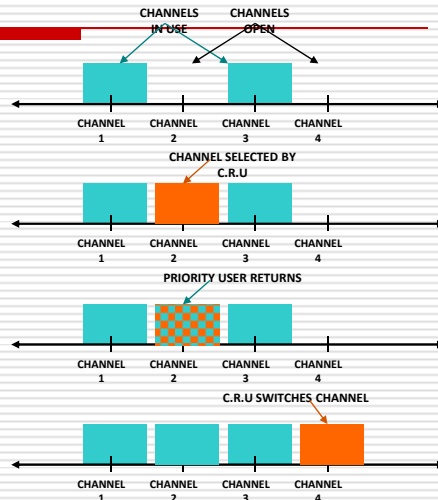 CHANNELS CHANNELS
IN USE OPEN
CHANNEL CHANNEL CHANNEL CHANNEL
1 2 3 4
CHANNEL SELECTED BY
C.R.U
CHANNEL CHANNEL CHANNEL CHANNEL
1 2 3 4
PRIORITY USER RETURNS
CHANNEL CHANNEL CHANNEL CHANNEL
1 2 3 4
C.R.U SWITCHES CHANNEL
CHANNEL CHANNEL CHANNEL CHANNEL
1 2 3 4